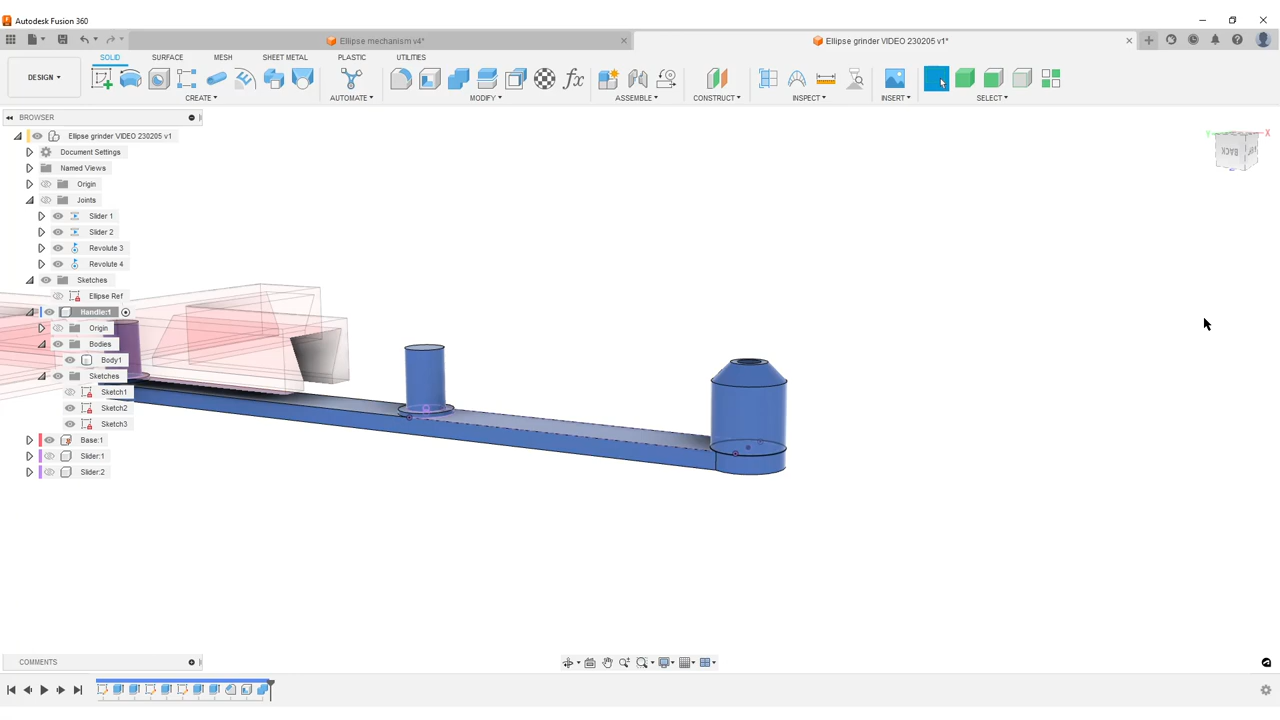 Autodesk Fusion 360
Ellipse mechanism v4*
Ellipse grinder VIDEO 230205 v1*
SOLID SURFACE MESH SHEET METAL PLASTIC UTILITIES
DESIGN
CREATE AUTOMATE MODIFY ASSEMBLE CONSTRUCT INSPECT INSERT SELECT
BROWSER
Ellipse grinder VIDEO 230205 v1
Document Settings
Named Views
Origin
Joints
Slider 1
Slider 2
Revolute 3
Revolute 4
Sketches
Ellipse Ref
Handle:1
Origin
Bodies
Body1
Sketches
Sketch1
Sketch2
Sketch3
Base:1
Slider:1
Slider:2
X
BACK
COMMENTS